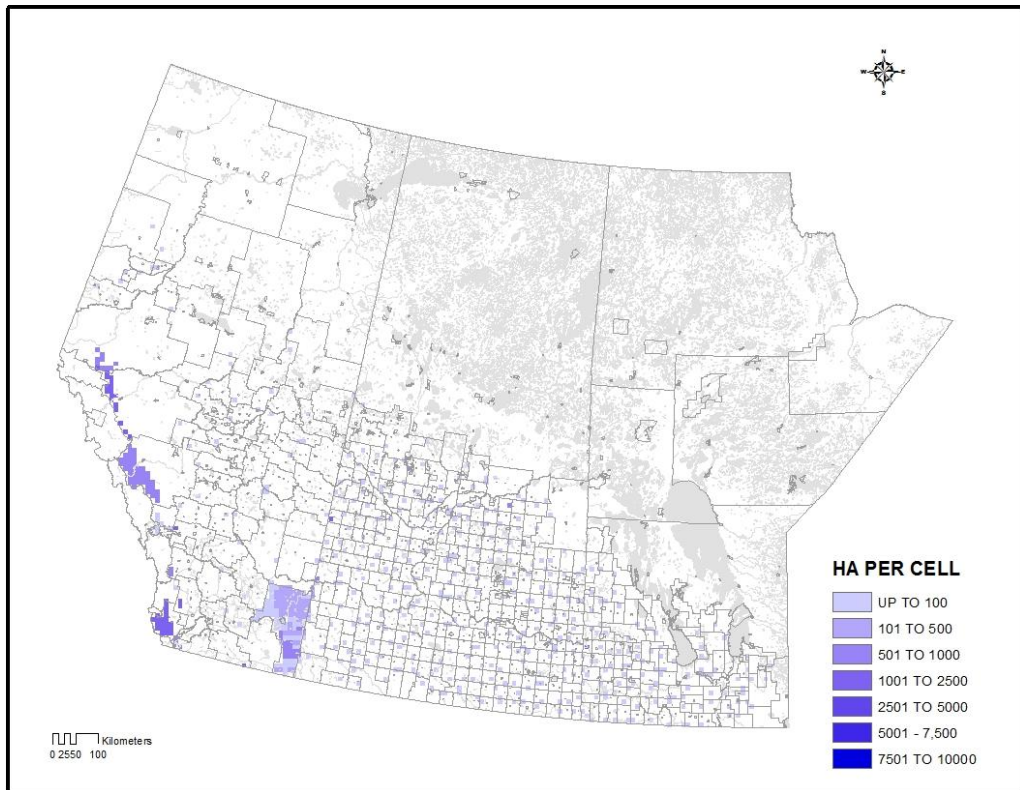 N
W E
S
HA PER CELL
UP TO 100
101 TO 500
501 TO 1000
1001 TO 2500
2501 TO 5000
5001 - 7,500
7501 TO 10000
Kilometers
0 2550 100